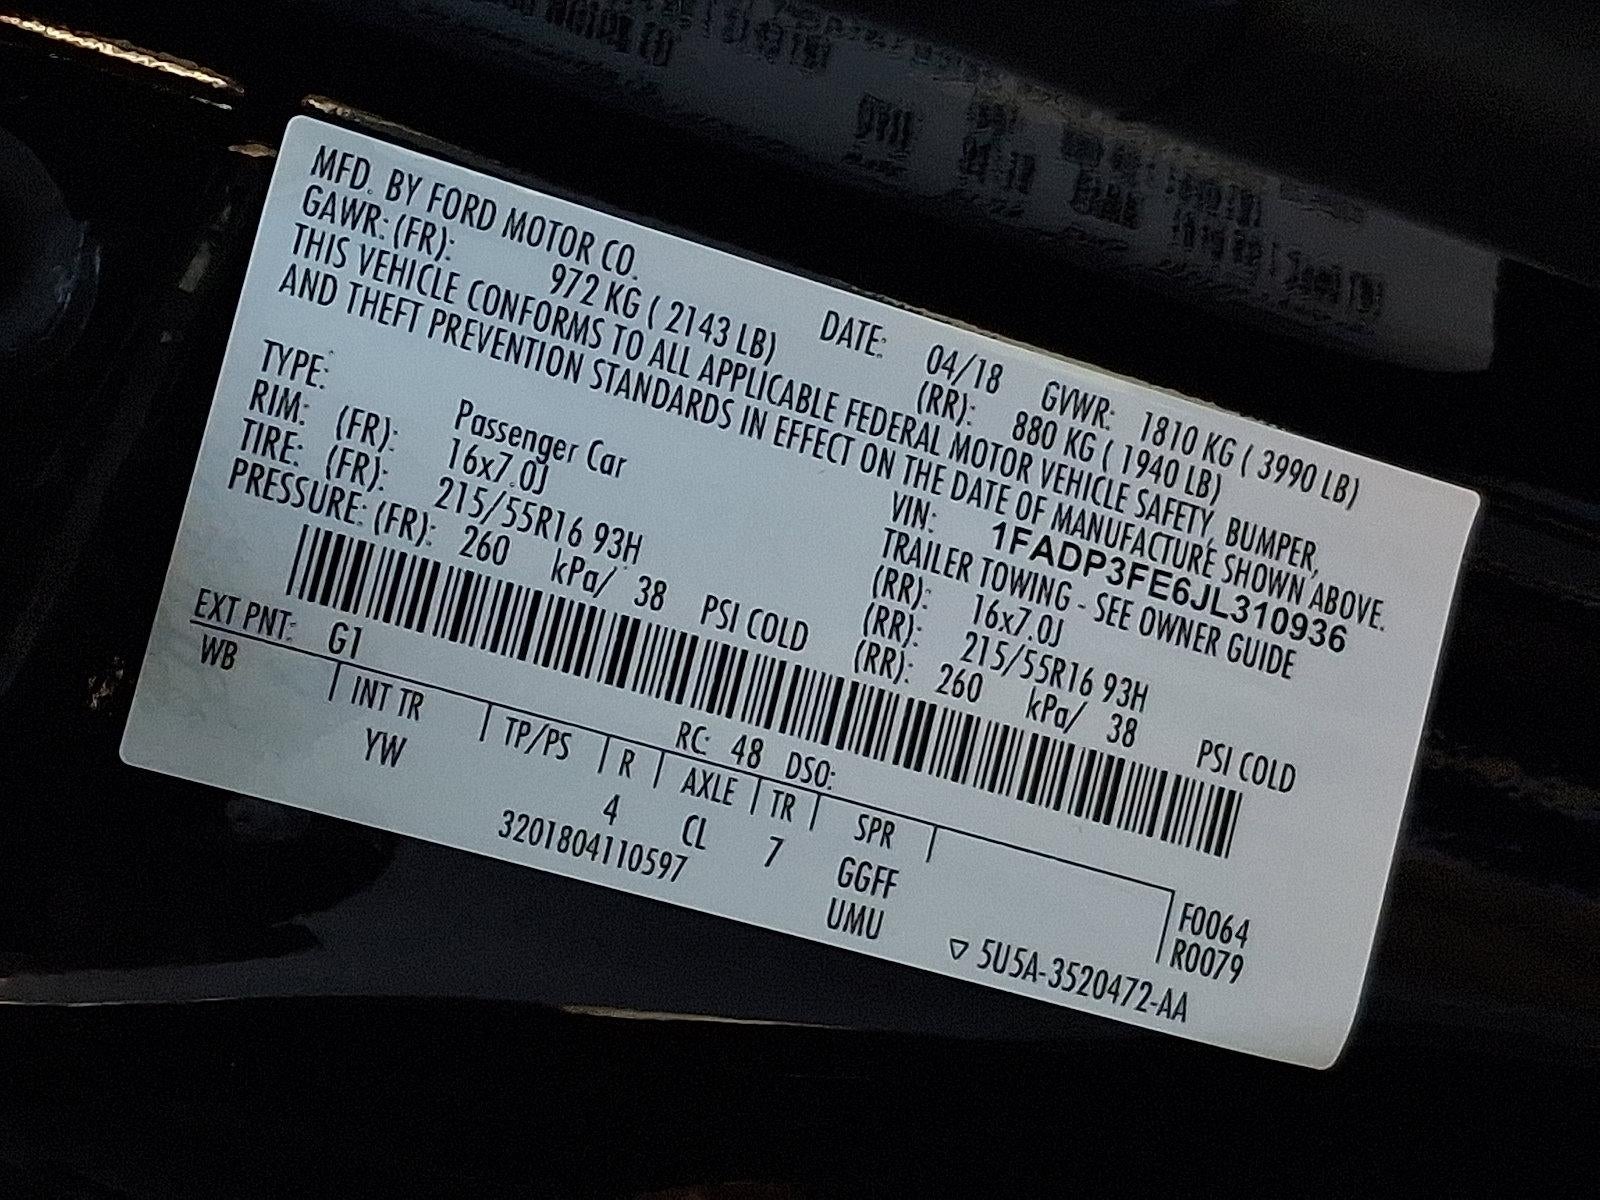 MFD. BY FORD MOTOR CO. DATE: 04/18 GVWR: 1810 KG ( 3990 LB)
GAWR: (FR): 972 KG ( 2143 LB) (RR): 880 KG ( 1940 LB)
THIS VEHICLE CONFORMS TO ALL APPLICABLE FEDERAL MOTOR VEHICLE SAFETY, BUMPER,
AND THEFT PREVENTION STANDARDS IN EFFECT ON THE DATE OF MANUFACTURE SHOWN ABOVE.
VIN: 1FADP3FE6JL310936
TYPE: Passenger Car TRAILER TOWING - SEE OWNER GUIDE
RIM: (FR): 16x7.0J (RR): 16x7.0J
TIRE: (FR): 215/55R16 93H (RR): 215/55R16 93H
PRESSURE: (FR): 260 kPa/ 38 PSI COLD (RR): 260 kPa/ 38 PSI COLD
EXT PNT: G1 RC: 48 DSO:
WB INT TR TP/PS R AXLE TR SPR F0064
YW 4 CL 7 GGFF R0079
3201804110597 UMU ▽ 5U5A-3520472-AA